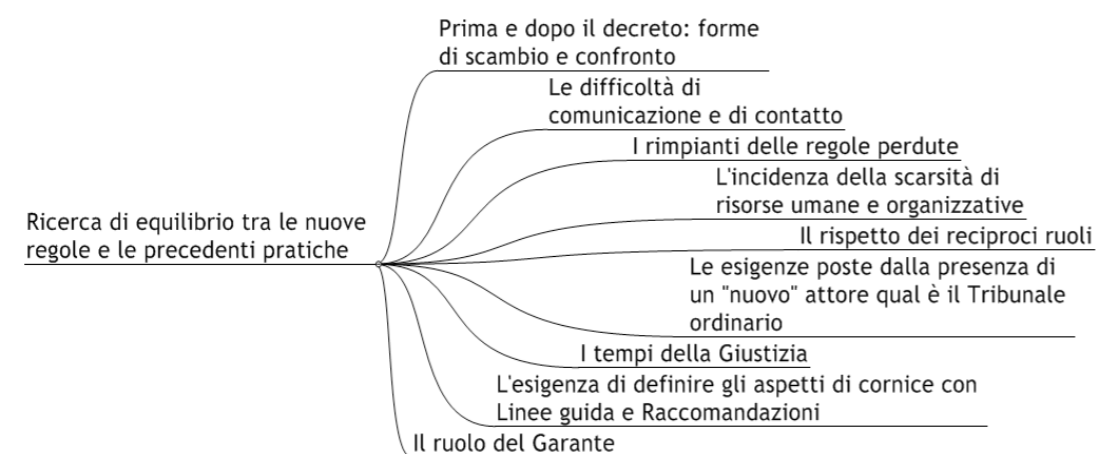 Prima e dopo il decreto: forme
di scambio e confronto
Le difficoltà di
comunicazione e di contatto
I rimpianti delle regole perdute
L'incidenza della scarsità di
risorse umane e organizzative
Ricerca di equilibrio tra le nuove
regole e le precedenti pratiche
Il rispetto dei reciproci ruoli
Le esigenze poste dalla presenza di
un "nuovo" attore qual è il Tribunale
ordinario
I tempi della Giustizia
L'esigenza di definire gli aspetti di cornice con
Linee guida e Raccomandazioni
Il ruolo del Garante